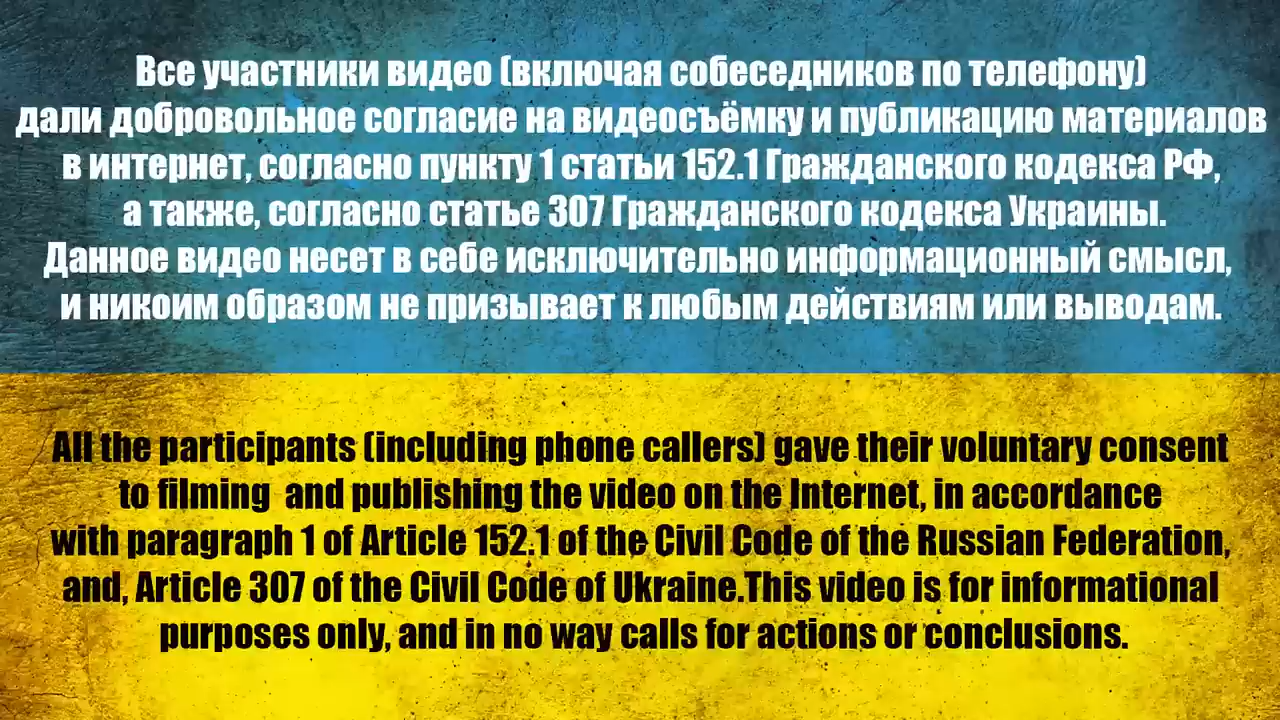 Все участники видео (включая собеседников по телефону)
дали добровольное согласие на видеосъёмку и публикацию материалов
в интернет, согласно пункту 1 статьи 152.1 Гражданского кодекса РФ,
а также, согласно статье 307 Гражданского кодекса Украины.
Данное видео несет в себе исключительно информационный смысл,
и никоим образом не призывает к любым действиям или выводам.
All the participants (including phone callers) gave their voluntary consent
to filming  and publishing the video on the Internet, in accordance
with paragraph 1 of Article 152.1 of the Civil Code of the Russian Federation,
and, Article 307 of the Civil Code of Ukraine.This video is for informational
purposes only, and in no way calls for actions or conclusions.